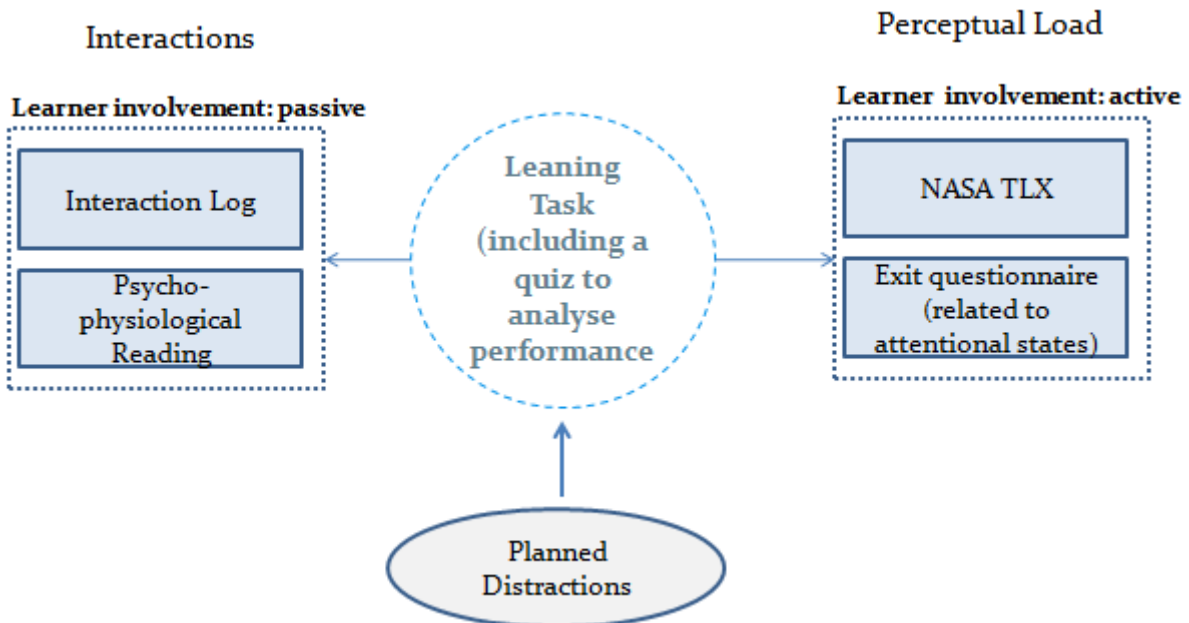 Interactions
Learner involvement: passive
Interaction Log
Psycho-
physiological
Reading
Leaning
Task
(including a
quiz to
analyse
performance
Planned
Distractions
Perceptual Load
Learner involvement: active
NASA TLX
Exit questionnaire
(related to
attentional states)